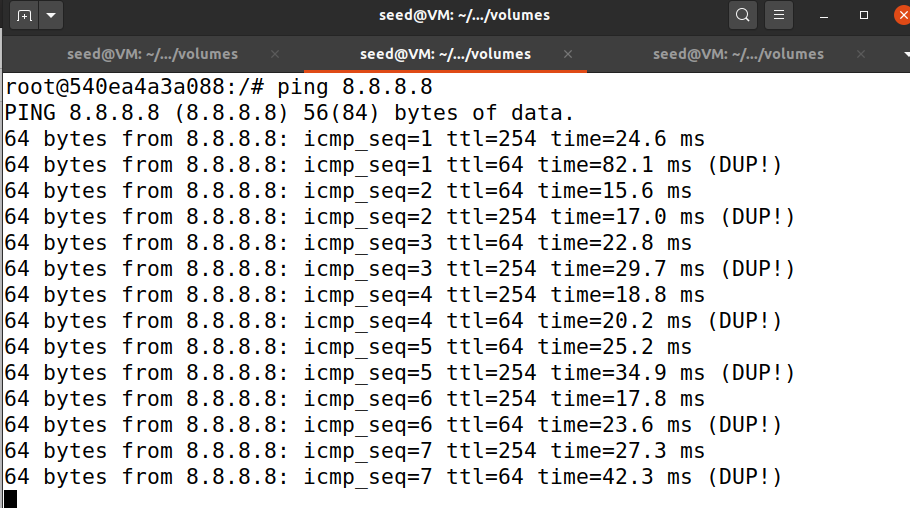 seed@VM: ~/.../volumes
seed@VM: ~/.../volumes seed@VM: ~/.../volumes seed@VM: ~/.../volumes
root@540ea4a3a088:/# ping 8.8.8.8
PING 8.8.8.8 (8.8.8.8) 56(84) bytes of data.
64 bytes from 8.8.8.8: icmp_seq=1 ttl=254 time=24.6 ms
64 bytes from 8.8.8.8: icmp_seq=1 ttl=64 time=82.1 ms (DUP!)
64 bytes from 8.8.8.8: icmp_seq=2 ttl=64 time=15.6 ms
64 bytes from 8.8.8.8: icmp_seq=2 ttl=254 time=17.0 ms (DUP!)
64 bytes from 8.8.8.8: icmp_seq=3 ttl=64 time=22.8 ms
64 bytes from 8.8.8.8: icmp_seq=3 ttl=254 time=29.7 ms (DUP!)
64 bytes from 8.8.8.8: icmp_seq=4 ttl=254 time=18.8 ms
64 bytes from 8.8.8.8: icmp_seq=4 ttl=64 time=20.2 ms (DUP!)
64 bytes from 8.8.8.8: icmp_seq=5 ttl=64 time=25.2 ms
64 bytes from 8.8.8.8: icmp_seq=5 ttl=254 time=34.9 ms (DUP!)
64 bytes from 8.8.8.8: icmp_seq=6 ttl=254 time=17.8 ms
64 bytes from 8.8.8.8: icmp_seq=6 ttl=64 time=23.6 ms (DUP!)
64 bytes from 8.8.8.8: icmp_seq=7 ttl=254 time=27.3 ms
64 bytes from 8.8.8.8: icmp_seq=7 ttl=64 time=42.3 ms (DUP!)